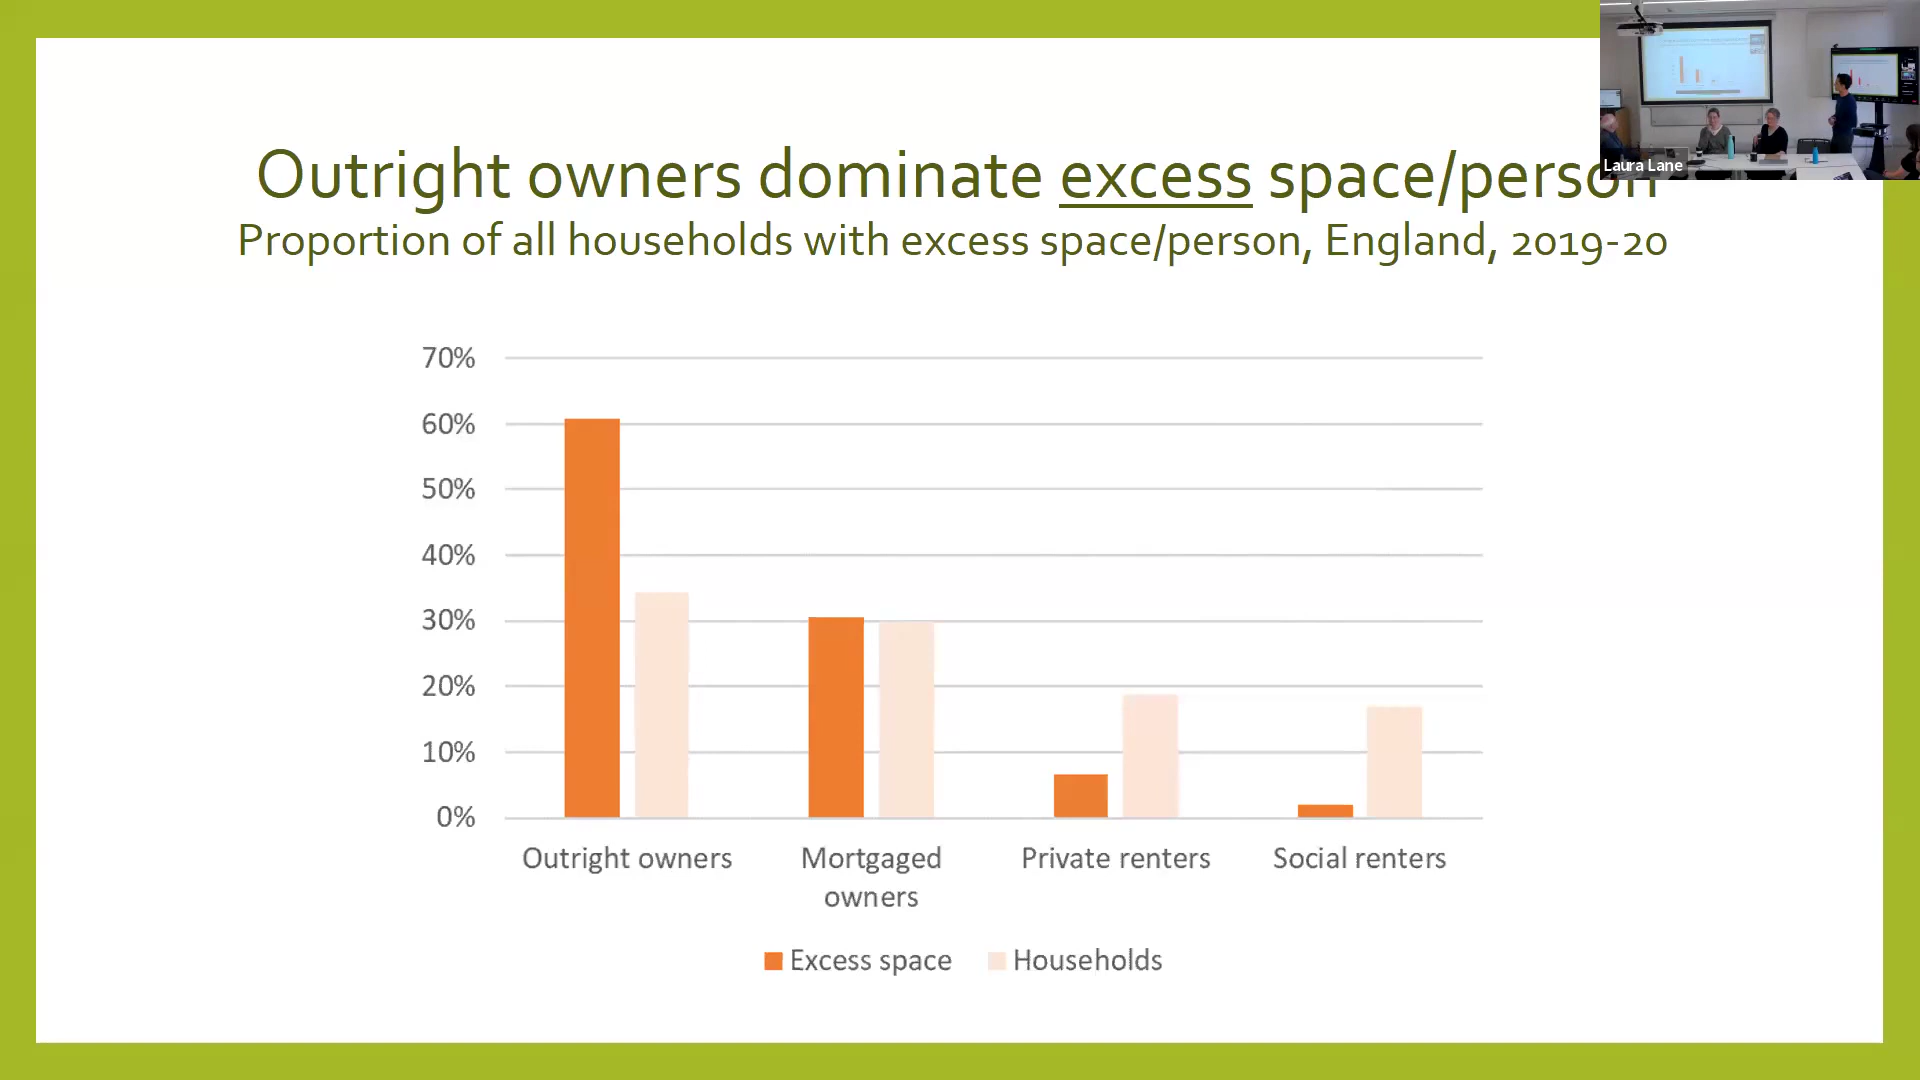 Outright owners dominate excess space/person
Proportion of all households with excess space/person, England, 2019-20
Laura Lane
70%
60%
50%
40%
30%
20%
10%
0%
Outright owners
Mortgaged
owners
Private renters
Social renters
Excess space
Households